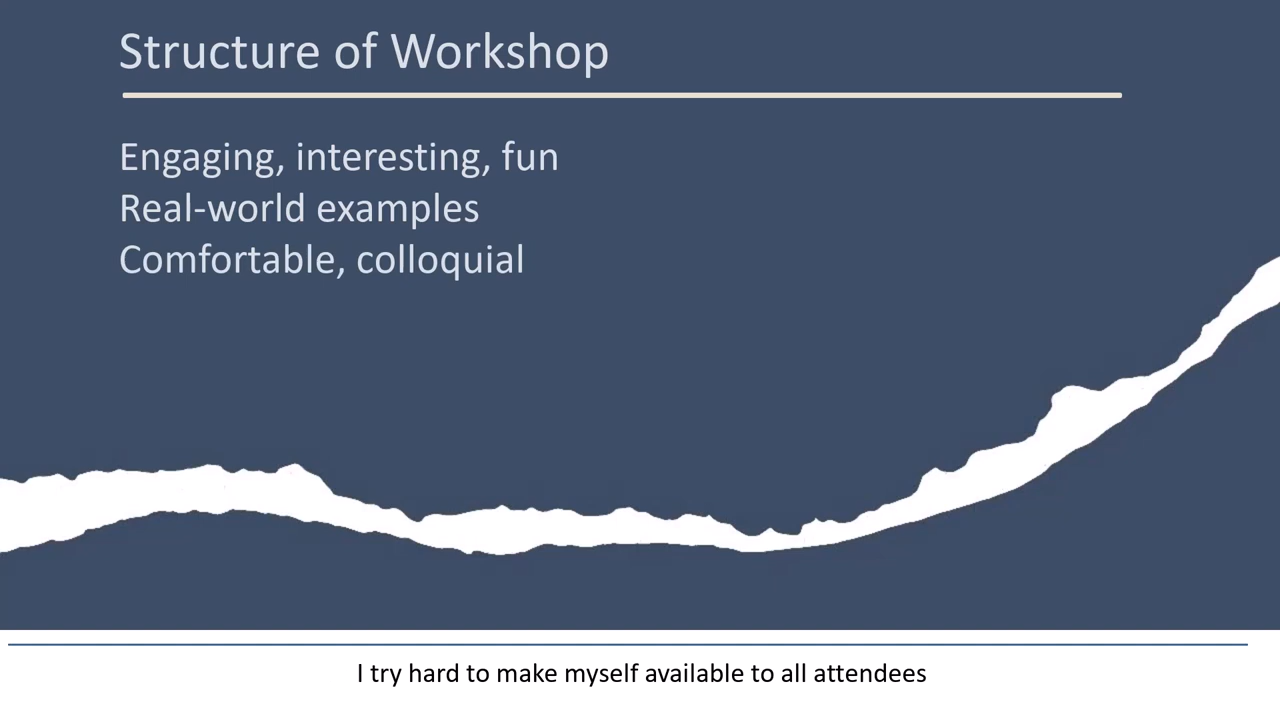 Structure of Workshop
Engaging, interesting, fun
Real-world examples
Comfortable, colloquial
I try hard to make myself available to all attendees